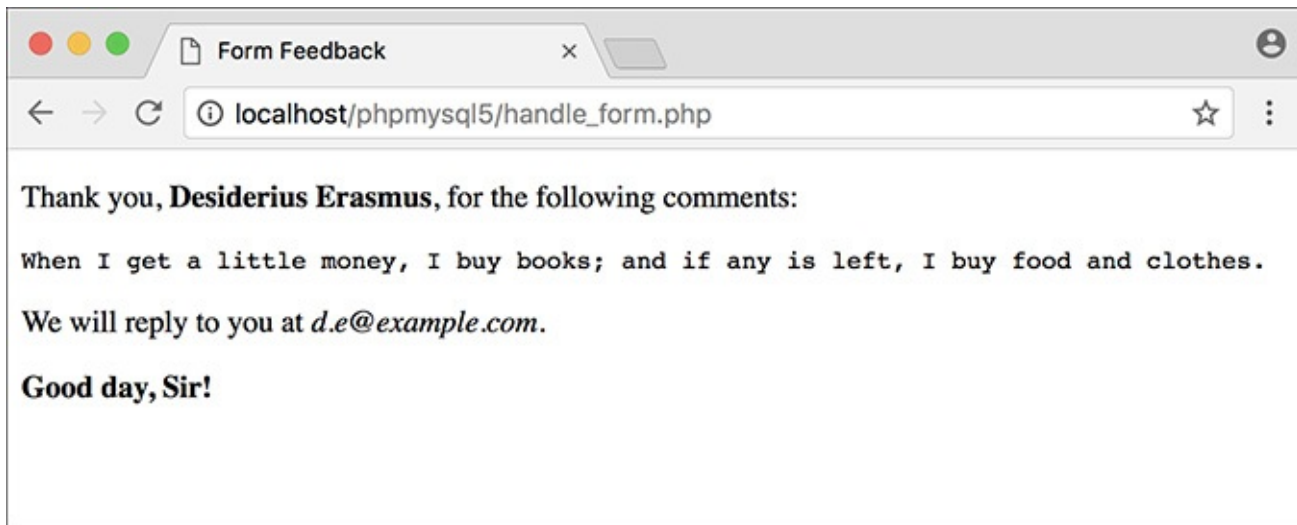 Form Feedback
localhost/phpmysql5/handle_form.php
Thank you, Desiderius Erasmus, for the following comments:
When I get a little money, I buy books; and if any is left, I buy food and clothes.
We will reply to you at d.e@example.com.
Good day, Sir!